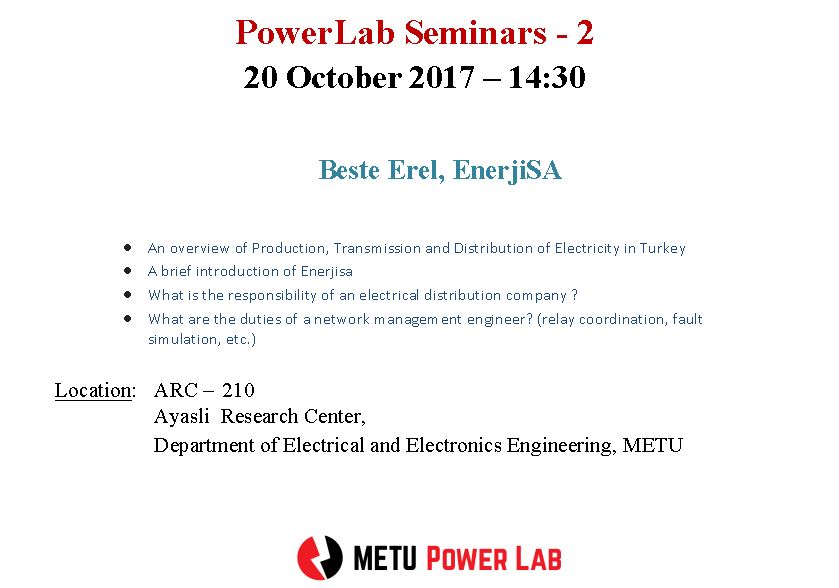 PowerLab Seminars - 2
20 October 2017 – 14:30
Beste Erel, EnerjiSA
● An overview of Production, Transmission and Distribution of Electricity in Turkey
● A brief introduction of Enerjisa
● What is the responsibility of an electrical distribution company ?
● What are the duties of a network management engineer? (relay coordination, fault
simulation, etc.)
Location: ARC – 210
Ayasli Research Center,
Department of Electrical and Electronics Engineering, METU
METU POWER LAB